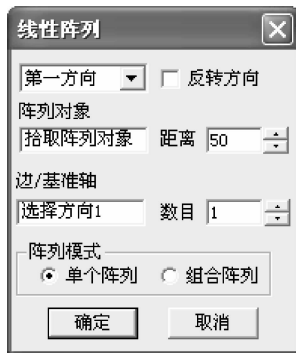 线性阵列
第一方向 反转方向
阵列对象
拾取阵列对象 距离 50
边/基准轴
选择方向1 数目 1
阵列模式
单个阵列 组合阵列
确定 取消